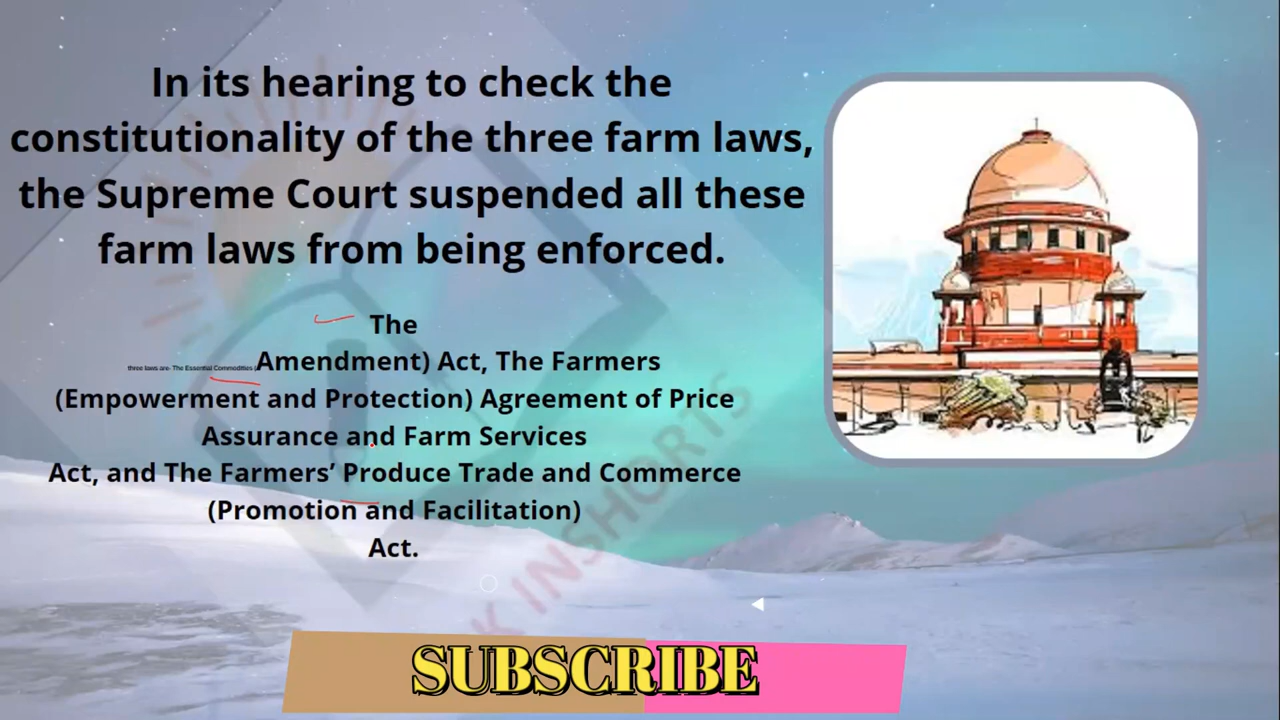 In its hearing to check the
constitutionality of the three farm laws,
the Supreme Court suspended all these
farm laws from being enforced.
The
three laws are- The Essential Commodities (Amendment) Act, The Farmers
(Empowerment and Protection) Agreement of Price
Assurance and Farm Services
Act, and The Farmers’ Produce Trade and Commerce
(Promotion and Facilitation)
Act.
K INSHORTS
SUBSCRIBE